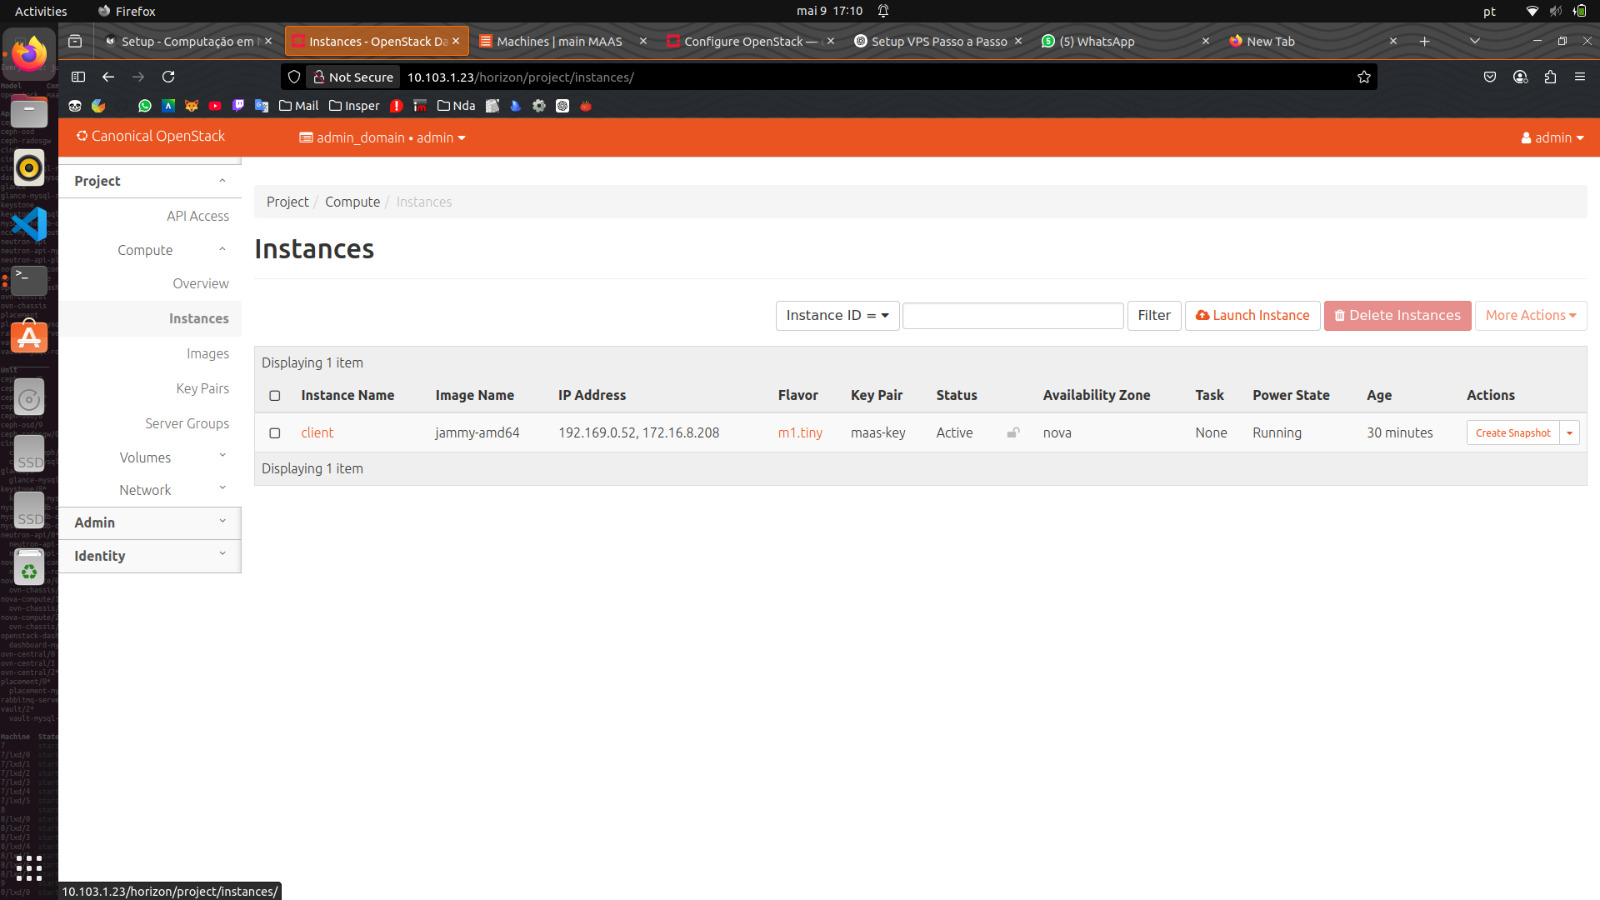 Activities
Firefox
mai 9 17:10
pt
Setup - Computação em
Instances - OpenStack Da
Machines | main MAAS
Configure OpenStack —
Setup VPS Passo a Passo
(5) WhatsApp
New Tab
Not Secure
10.103.1.23/horizon/project/instances/
Mail
Insper
Nda
Canonical OpenStack
admin_domain • admin
admin
Project
API Access
Compute
Overview
Instances
Images
Key Pairs
Server Groups
Volumes
Network
Admin
Identity
Project / Compute / Instances
Instances
Instance ID =
Filter
Launch Instance
Delete Instances
More Actions
Displaying 1 item
Instance Name Image Name IP Address Flavor Key Pair Status Availability Zone Task Power State Age Actions
client jammy-amd64 192.169.0.52, 172.16.8.208 m1.tiny maas-key Active nova None Running 30 minutes Create Snapshot
Displaying 1 item
SSD
SSD
10.103.1.23/horizon/project/instances/